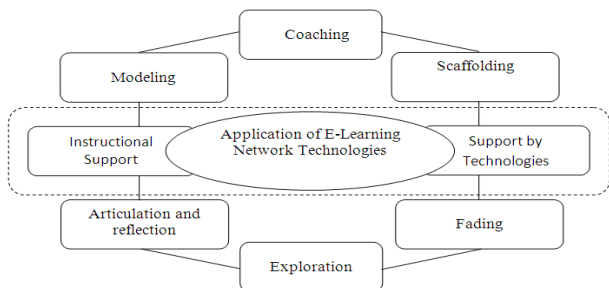 Coaching
Modeling
Scaffolding
Instructional
Support
Application of E-Learning
Network Technologies
Support by
Technologies
Articulation and
reflection
Fading
Exploration